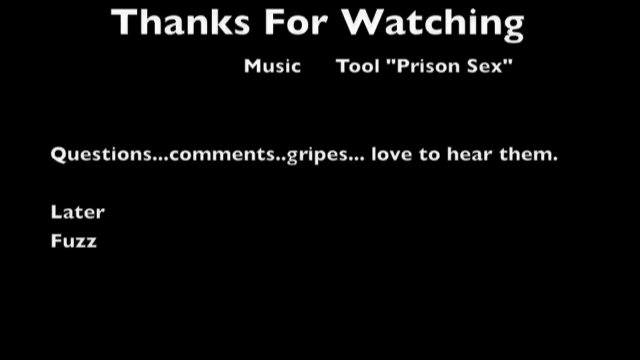 Thanks For Watching
Music Tool "Prison Sex"
Questions...comments..gripes... love to hear them.
Later
Fuzz